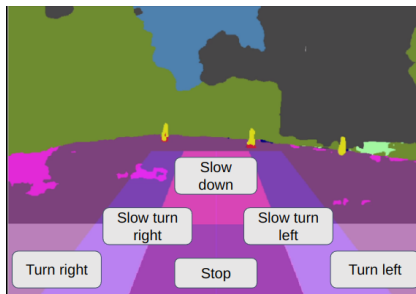 Slow
down
Slow turn
right
Slow turn
left
Turn right
Stop
Turn left